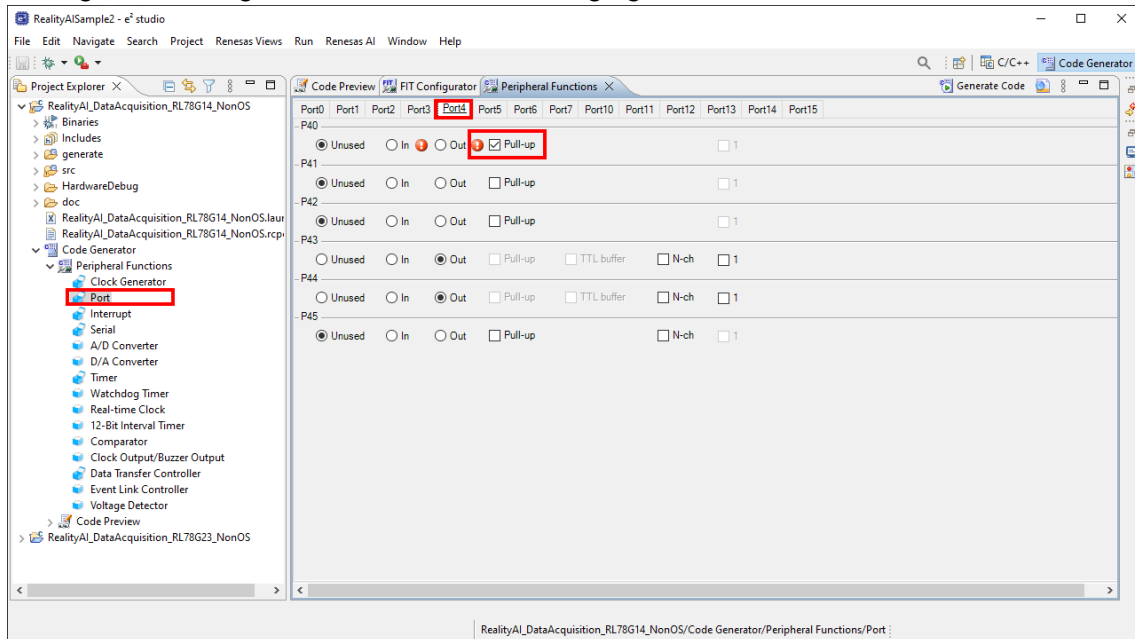 RealityAISample2 - e² studio
File Edit Navigate Search Project Renesas Views Run Renesas AI Window Help
C/C++ Code Generator
Project Explorer
Code Preview FIT Configurator Peripheral Functions Generate Code
RealityAI_DataAcquisition_RL78G14_NonOS
Binaries
Includes
generate
src
HardwareDebug
doc
RealityAI_DataAcquisition_RL78G14_NonOS.laur
RealityAI_DataAcquisition_RL78G14_NonOS.rcp
Code Generator
Peripheral Functions
Clock Generator
Port
Interrupt
Serial
A/D Converter
D/A Converter
Timer
Watchdog Timer
Real-time Clock
12-Bit Interval Timer
Comparator
Clock Output/Buzzer Output
Data Transfer Controller
Event Link Controller
Voltage Detector
Code Preview
RealityAI_DataAcquisition_RL78G23_NonOS
Port0 Port1 Port2 Port3 Port4 Port5 Port6 Port7 Port10 Port11 Port12 Port13 Port14 Port15
P40
Unused In Out Pull-up 1
P41
Unused In Out Pull-up 1
P42
Unused In Out Pull-up 1
P43
Unused In Out Pull-up TTL buffer N-ch 1
P44
Unused In Out Pull-up TTL buffer N-ch 1
P45
Unused In Out Pull-up N-ch 1
RealityAI_DataAcquisition_RL78G14_NonOS/Code Generator/Peripheral Functions/Port